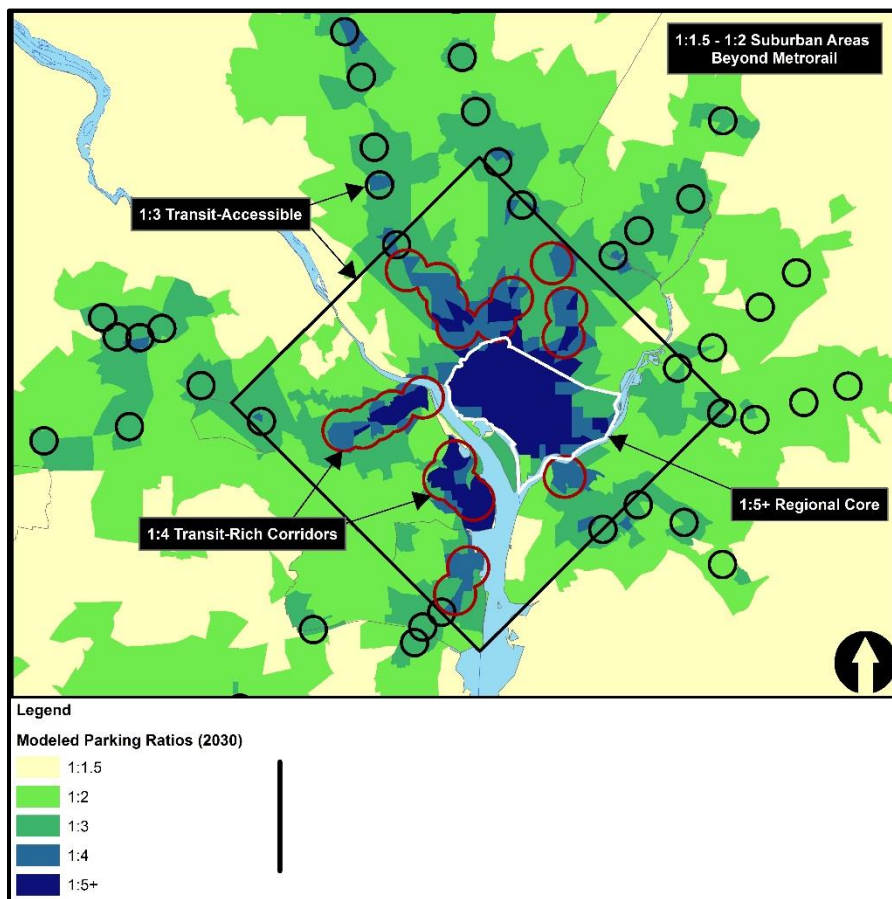 1:1.5 - 1:2 Suburban Areas
Beyond Metrorail
1:3 Transit-Accessible
1:4 Transit-Rich Corridors
1:5+ Regional Core
Legend
Modeled Parking Ratios (2030)
1:1.5
1:2
1:3
1:4
1:5+